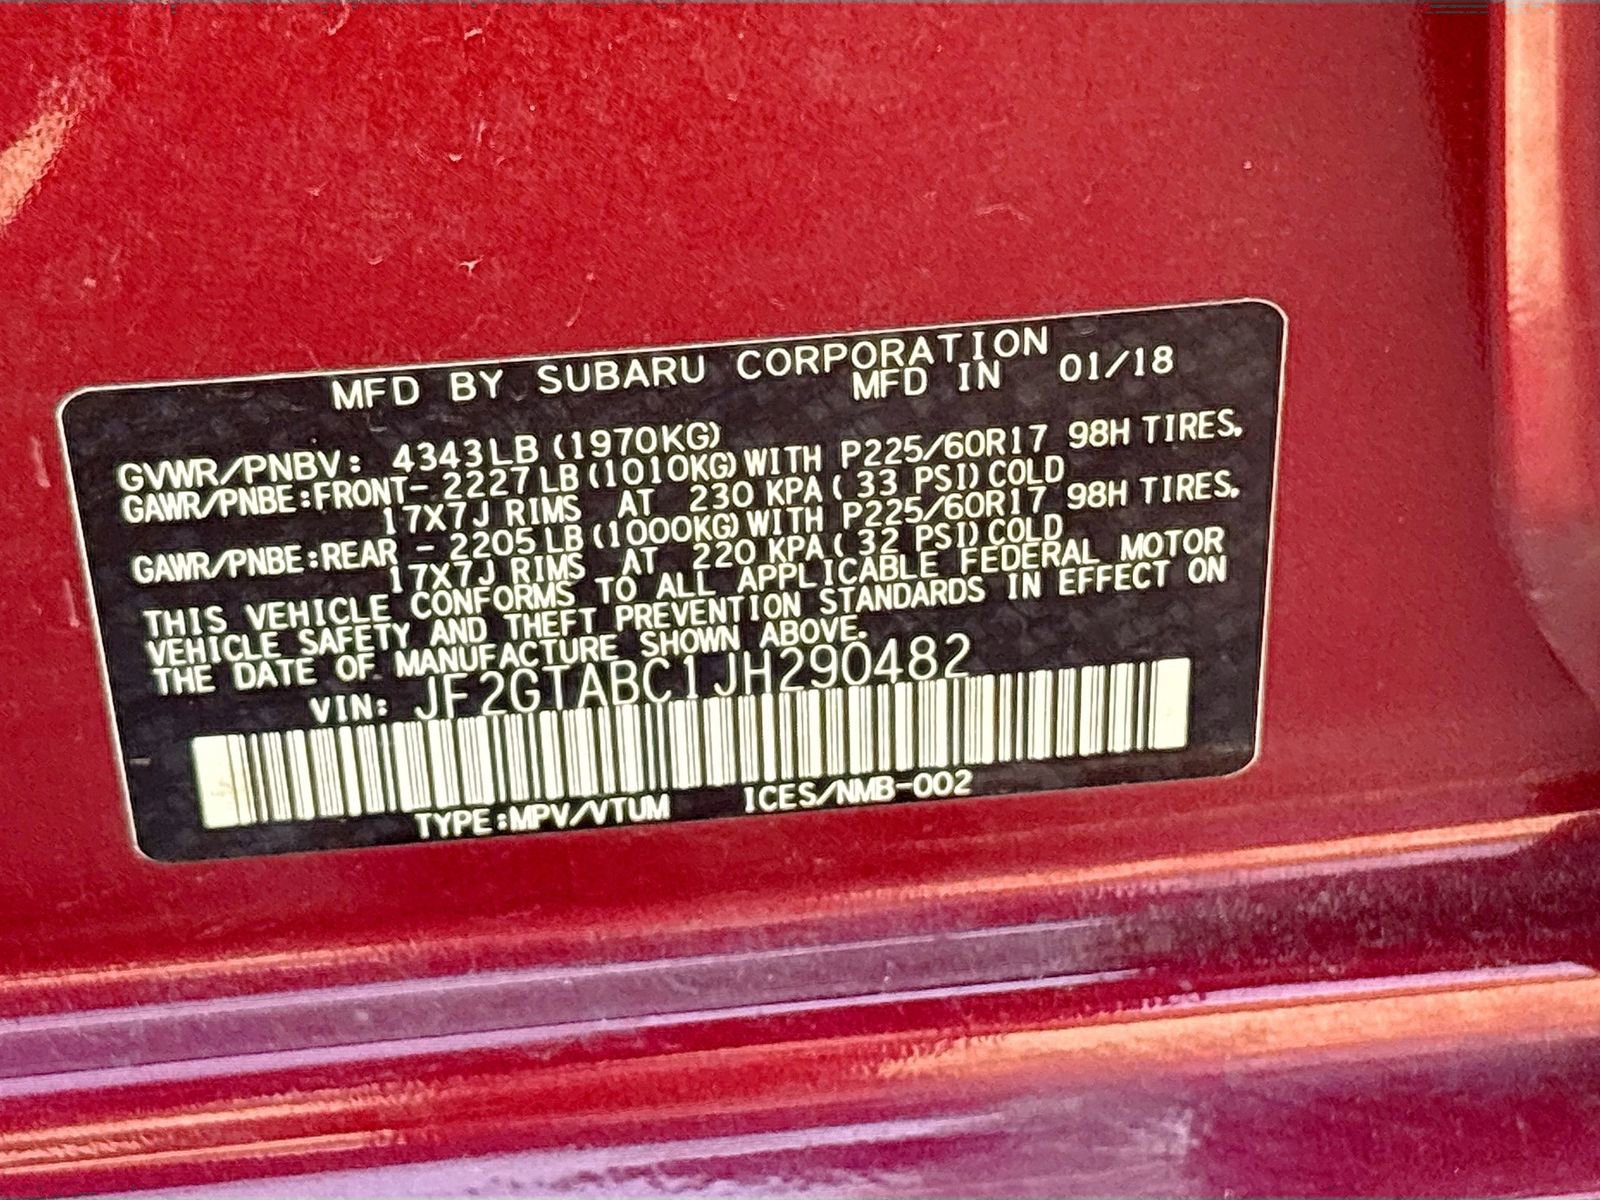 MFD BY SUBARU CORPORATION
MFD IN 01/18
GVWR/PNBV: 4343LB (1970KG)
GAWR/PNBE:FRONT- 2227LB (1010KG) WITH P225/60R17 98H TIRES.
17X7J RIMS AT 230 KPA ( 33 PSI) COLD
GAWR/PNBE:REAR - 2205LB (1000KG) WITH P225/60R17 98H TIRES.
17X7J RIMS AT 220 KPA ( 32 PSI) COLD
THIS VEHICLE CONFORMS TO ALL APPLICABLE FEDERAL MOTOR
VEHICLE SAFETY AND THEFT PREVENTION STANDARDS IN EFFECT ON
THE DATE OF MANUFACTURE SHOWN ABOVE.
VIN: JF2GTABC1JH290482
TYPE:MPV/VTUM ICES/NMB-002